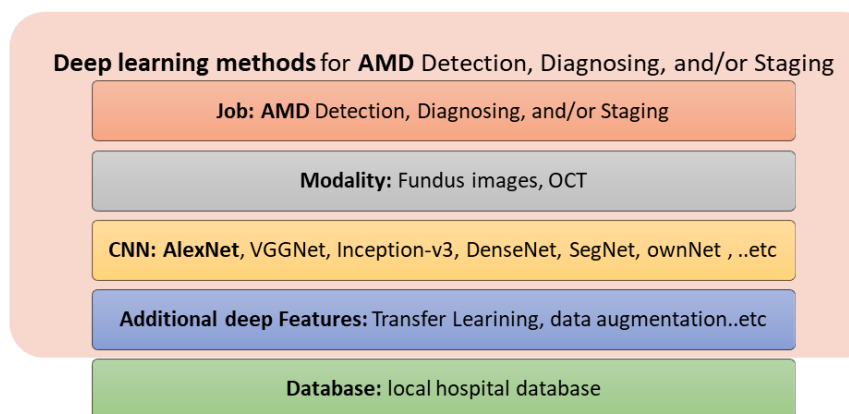 Deep learning methods for AMD Detection, Diagnosing, and/or Staging
Job: AMD Detection, Diagnosing, and/or Staging
Modality: Fundus images, OCT
CNN: AlexNet, VGGNet, Inception-v3, DenseNet, SegNet, ownNet , ..etc
Additional deep Features: Transfer Learining, data augmentation..etc
Database: local hospital database